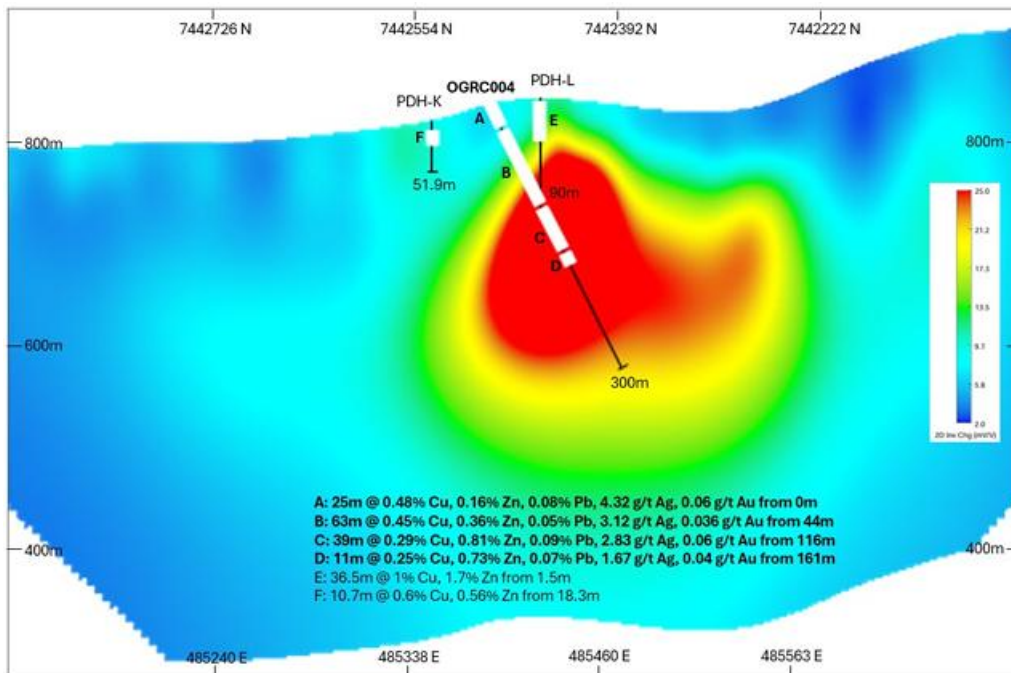 7442726 N
7442554 N
7442392 N
7442222 N
OGRC004
PDH-L
PDH-K
A
E
F
800m
800m
B
51.9m
90m
25.0
21.2
C
17.3
D
13.5
600m
9.7
300m
5.8
2.0
2D Inv Chg (mV/V)
A: 25m @ 0.48% Cu, 0.16% Zn, 0.08% Pb, 4.32 g/t Ag, 0.06 g/t Au from 0m
B: 63m @ 0.45% Cu, 0.36% Zn, 0.05% Pb, 3.12 g/t Ag, 0.036 g/t Au from 44m
C: 39m @ 0.29% Cu, 0.81% Zn, 0.09% Pb, 2.83 g/t Ag, 0.06 g/t Au from 116m
D: 11m @ 0.25% Cu, 0.73% Zn, 0.07% Pb, 1.67 g/t Ag, 0.04 g/t Au from 161m
400m
400m
E: 36.5m @ 1% Cu, 1.7% Zn from 1.5m
F: 10.7m @ 0.6% Cu, 0.56% Zn from 18.3m
485240 E
485338 E
485460 E
485563 E